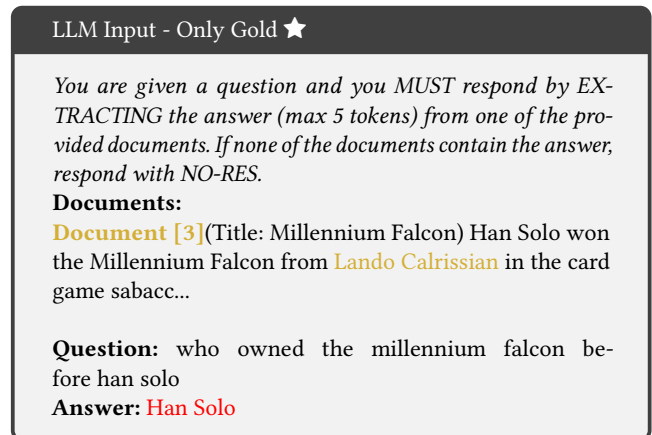 LLM Input - Only Gold ★
You are given a question and you MUST respond by EX-
TRACTING the answer (max 5 tokens) from one of the pro-
vided documents. If none of the documents contain the answer,
respond with NO-RES.
Documents:
Document [3](Title: Millennium Falcon) Han Solo won
the Millennium Falcon from Lando Calrissian in the card
game sabacc...
Question: who owned the millennium falcon be-
fore han solo
Answer: Han Solo